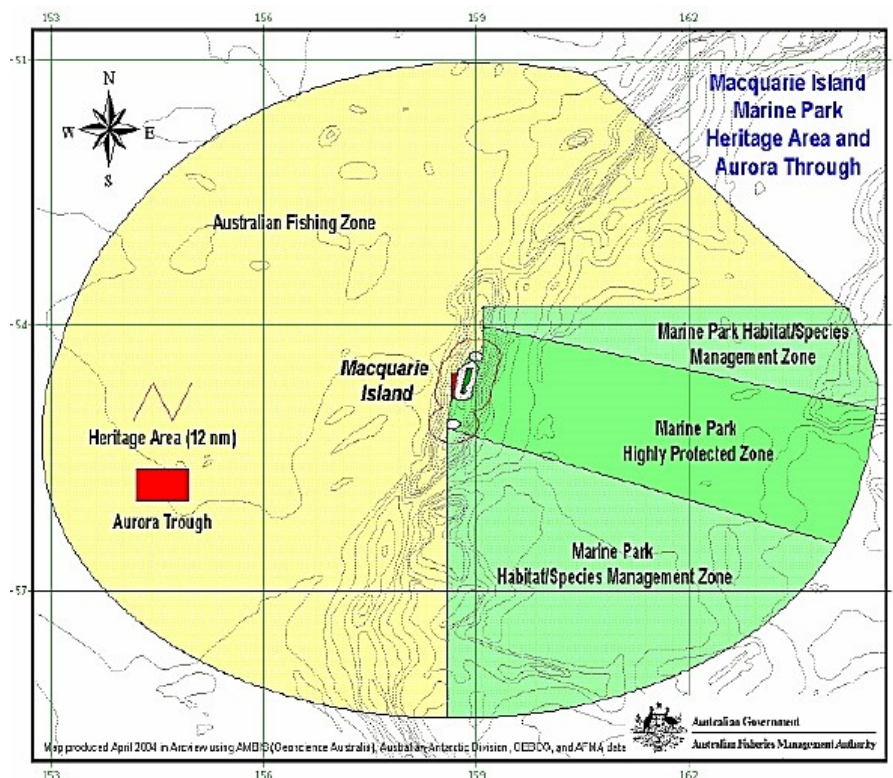 153
156
159
162
-51
Macquarie Island
Marine Park
Heritage Area and
Aurora Through
N
W
E
S
Australian Fishing Zone
-54
Marine Park Habitat/Species
Management Zone
Macquarie
Island
Marine Park
Highly Protected Zone
Heritage Area (12 nm)
Aurora Trough
Marine Park
Habitat/Species Management Zone
-57
Australian Government
Australian Fisheries Management Authority
Map produced April 2004 in Arcview using AMBIS (Geoscience Australia), Australian Antarctic Division, GEBCO, and AFMA data
153
156
159
162